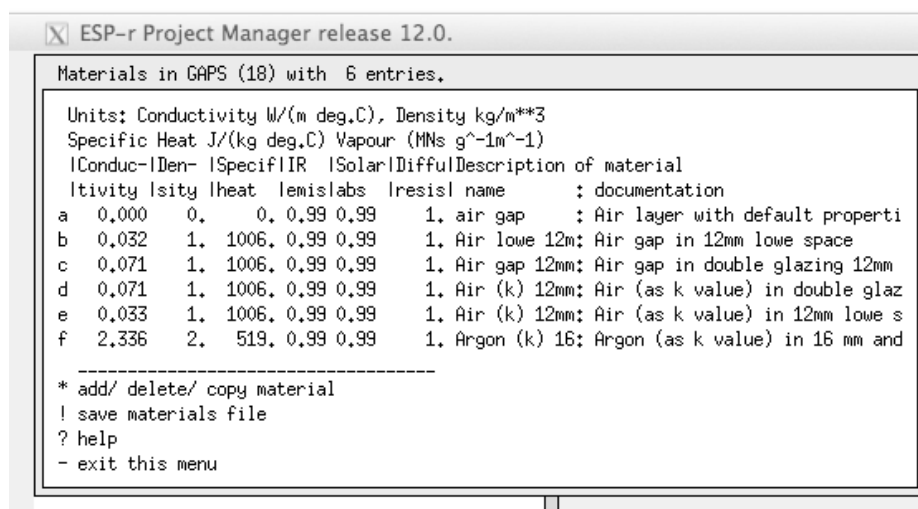 X ESP-r Project Manager release 12.0.
Materials in GAPS (18) with  6 entries.
Units: Conductivity W/(m deg.C), Density kg/m**3
Specific Heat J/(kg deg.C) Vapour (MNs g^-1m^-1)
|Conduc-|Den- |Specif|IR  |Solar|Diffu|Description of material
|tivity |sity |heat  |emis|abs  |resis| name        : documentation
a   0.000    0.     0. 0.99 0.99     1. air gap     : Air layer with default properti
b   0.032    1.  1006. 0.99 0.99     1. Air lowe 12m: Air gap in 12mm lowe space
c   0.071    1.  1006. 0.99 0.99     1. Air gap 12mm: Air gap in double glazing 12mm
d   0.071    1.  1006. 0.99 0.99     1. Air (k) 12mm: Air (as k value) in double glaz
e   0.033    1.  1006. 0.99 0.99     1. Air (k) 12mm: Air (as k value) in 12mm lowe s
f   2.336    2.   519. 0.99 0.99     1. Argon (k) 16: Argon (as k value) in 16 mm and
____________________________________
* add/ delete/ copy material
! save materials file
? help
- exit this menu